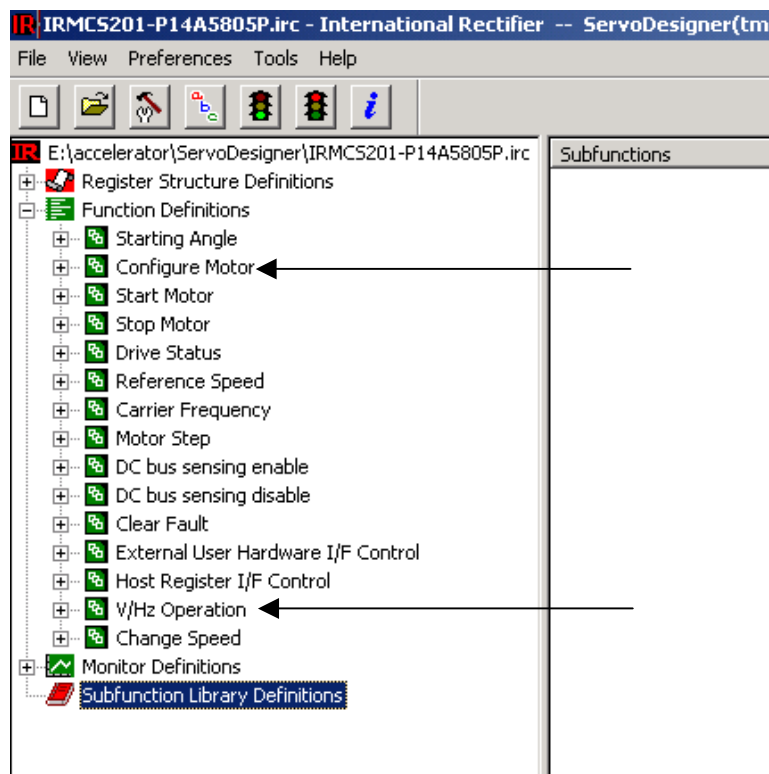 IR IRMCS201-P14A5805P.irc - International Rectifier -- ServoDesigner(tm
File View Preferences Tools Help
a b c i
IR E:\accelerator\ServoDesigner\IRMCS201-P14A5805P.irc
Subfunctions
Register Structure Definitions
Function Definitions
Starting Angle
Configure Motor
Start Motor
Stop Motor
Drive Status
Reference Speed
Carrier Frequency
Motor Step
DC bus sensing enable
DC bus sensing disable
Clear Fault
External User Hardware I/F Control
Host Register I/F Control
V/Hz Operation
Change Speed
Monitor Definitions
Subfunction Library Definitions